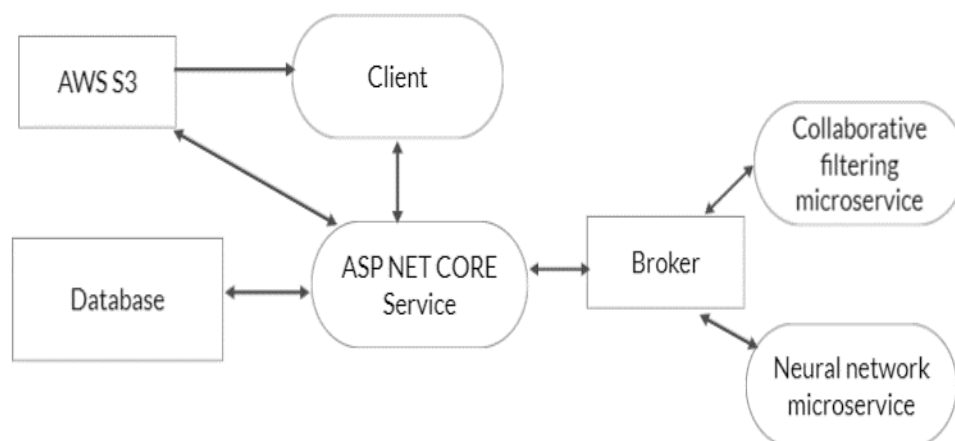 AWS S3
Client
Collaborative
filtering
microservice
Database
ASP NET CORE
Service
Broker
Neural network
microservice